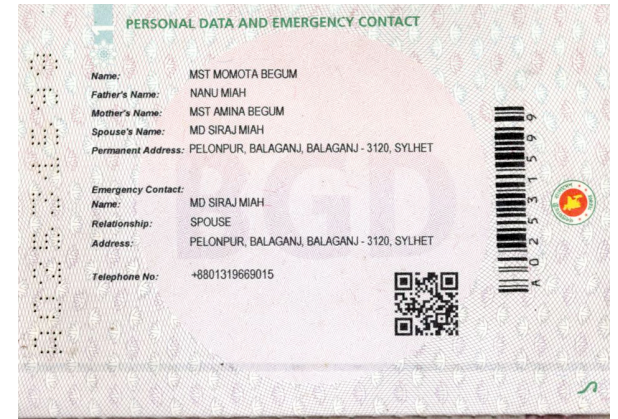 PERSONAL DATA AND EMERGENCY CONTACT
Name: MST MOMOTA BEGUM
Father's Name: NANU MIAH
Mother's Name: MST AMINA BEGUM
Spouse's Name: MD SIRAJ MIAH
Permanent Address: PELONPUR, BALAGANJ, BALAGANJ - 3120, SYLHET
Emergency Contact:
Name: MD SIRAJ MIAH
Relationship: SPOUSE
Address: PELONPUR, BALAGANJ, BALAGANJ - 3120, SYLHET
Telephone No: +8801319669015
BGD
A02531599